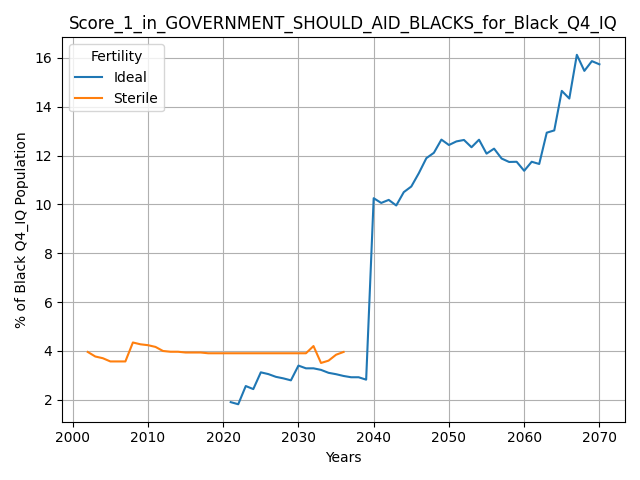 Score_1_in_GOVERNMENT_SHOULD_AID_BLACKS_for_Black_Q4_IQ
Fertility
Ideal
Sterile
% of Black Q4_IQ Population
16
14
12
10
8
6
4
2
2000 2010 2020 2030 2040 2050 2060 2070
Years